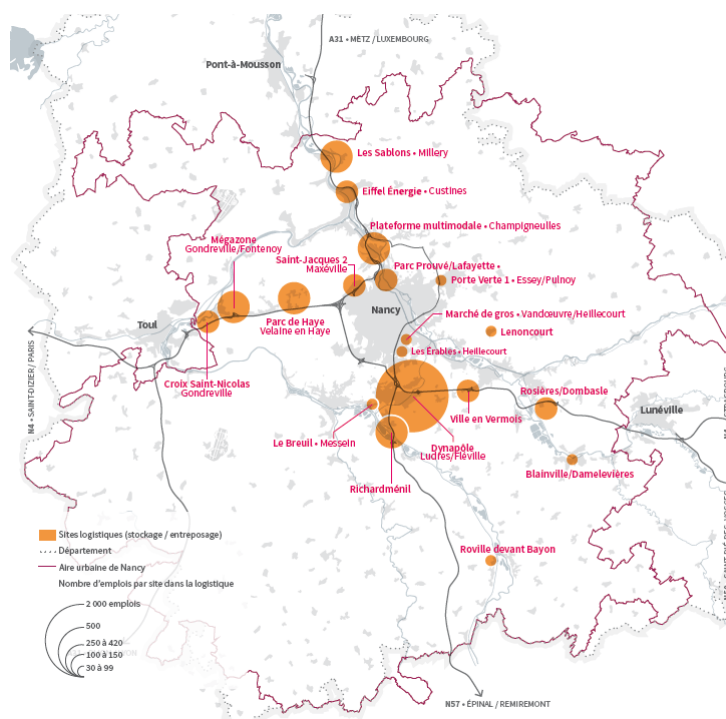 A31 • METZ / LUXEMBOURG
Pont-à-Mousson
Les Sablons • Millery
Eiffel Énergie • Custines
Plateforme multimodale • Champigneulles
Mégazone
Gondreville/Fontenoy
Saint-Jacques 2
Maxéville
Parc Prouvé/Lafayette •
Porte Verte 1 • Essey/Pulnoy
Nancy
Marché de gros • Vandœuvre/Heillecourt
Toul
Parc de Haye
Velaine en Haye
Lenoncourt
Les Érables • Heillecourt
N4 • SAINT-DIZIER / PARIS
Croix Saint-Nicolas
Gondreville
Rosières/Dombasle
Lunéville
Ville en Vermois
Le Breuil • Messein
Dynapôle
Ludres/Fléville
Blainville/Damelevières
Richardménil
Sites logistiques (stockage / entreposage)
Département
Aire urbaine de Nancy
Nombre d'emplois par site dans la logistique
2 000 emplois
500
250 à 420
100 à 150
30 à 99
Roville devant Bayon
N57 • ÉPINAL / REMIREMONT